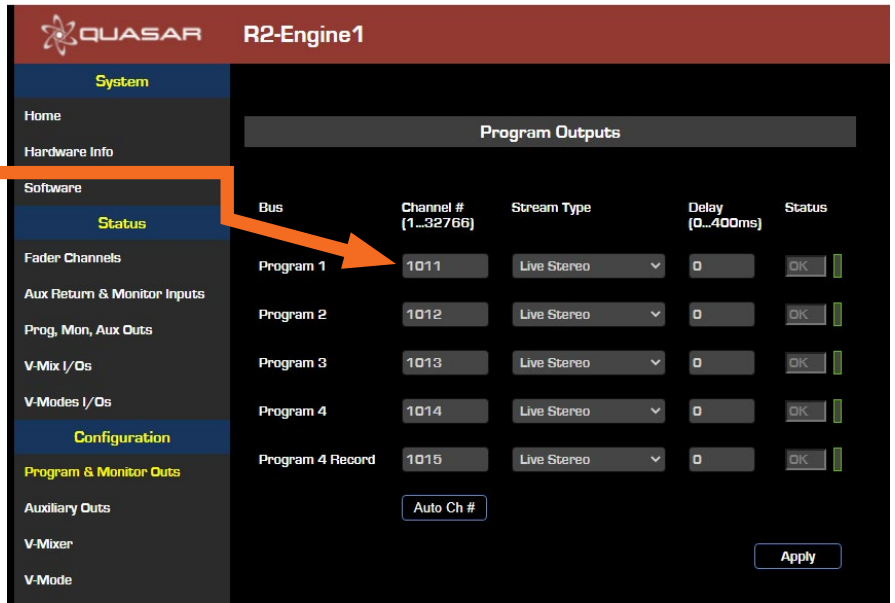 QUASAR
R2-Engine1
System
Home
Hardware Info
Software
Status
Fader Channels
Aux Return & Monitor Inputs
Prog, Mon, Aux Outs
V-Mix I/Os
V-Modes I/Os
Configuration
Program & Monitor Outs
Auxiliary Outs
V-Mixer
V-Mode
Program Outputs
Bus Channel # Stream Type Delay Status
(1...32766) (0...400ms)
Program 1 1011 Live Stereo 0 OK
Program 2 1012 Live Stereo 0 OK
Program 3 1013 Live Stereo 0 OK
Program 4 1014 Live Stereo 0 OK
Program 4 Record 1015 Live Stereo 0 OK
Auto Ch #
Apply